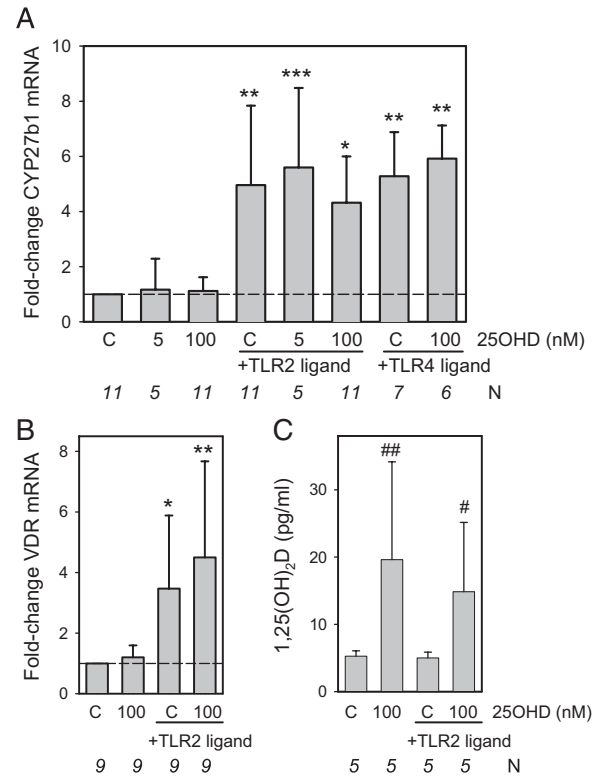 A
10
8
6
4
2
0
Fold-change CYP27b1 mRNA
** *** * ** **
C 5 100 C 5 100 C 100 25OHD (nM)
+TLR2 ligand +TLR4 ligand
11 5 11 11 5 11 7 6 N
B
8
6
4
2
0
Fold-change VDR mRNA
* **
C 100 C 100
+TLR2 ligand
9 9 9 9
C
30
20
10
0
1,25(OH)₂D (pg/ml)
## #
C 100 C 100 25OHD (nM)
+TLR2 ligand
5 5 5 5 N